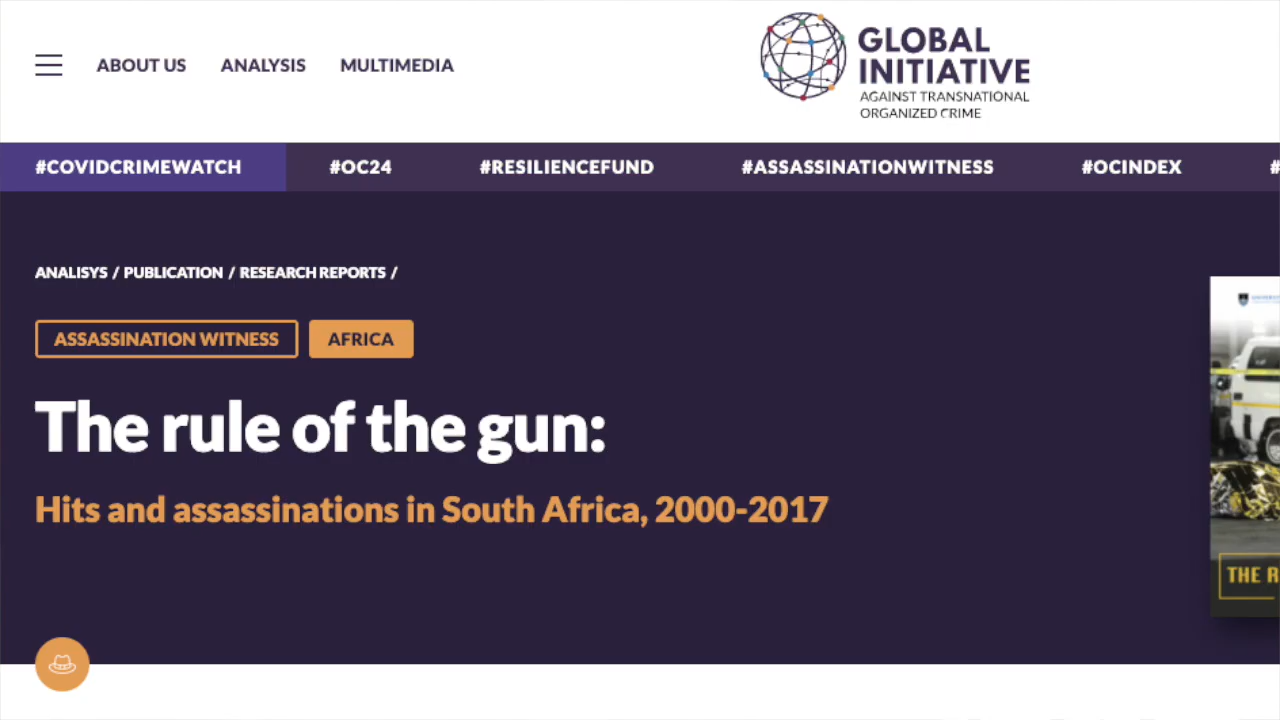 ABOUT US ANALYSIS MULTIMEDIA
GLOBAL
INITIATIVE
AGAINST TRANSNATIONAL
ORGANIZED CRIME
#COVIDCRIMEWATCH #OC24 #RESILIENCEFUND #ASSASSINATIONWITNESS #OCINDEX #
ANALISYS / PUBLICATION / RESEARCH REPORTS /
ASSASSINATION WITNESS AFRICA
The rule of the gun:
Hits and assassinations in South Africa, 2000-2017
THE R